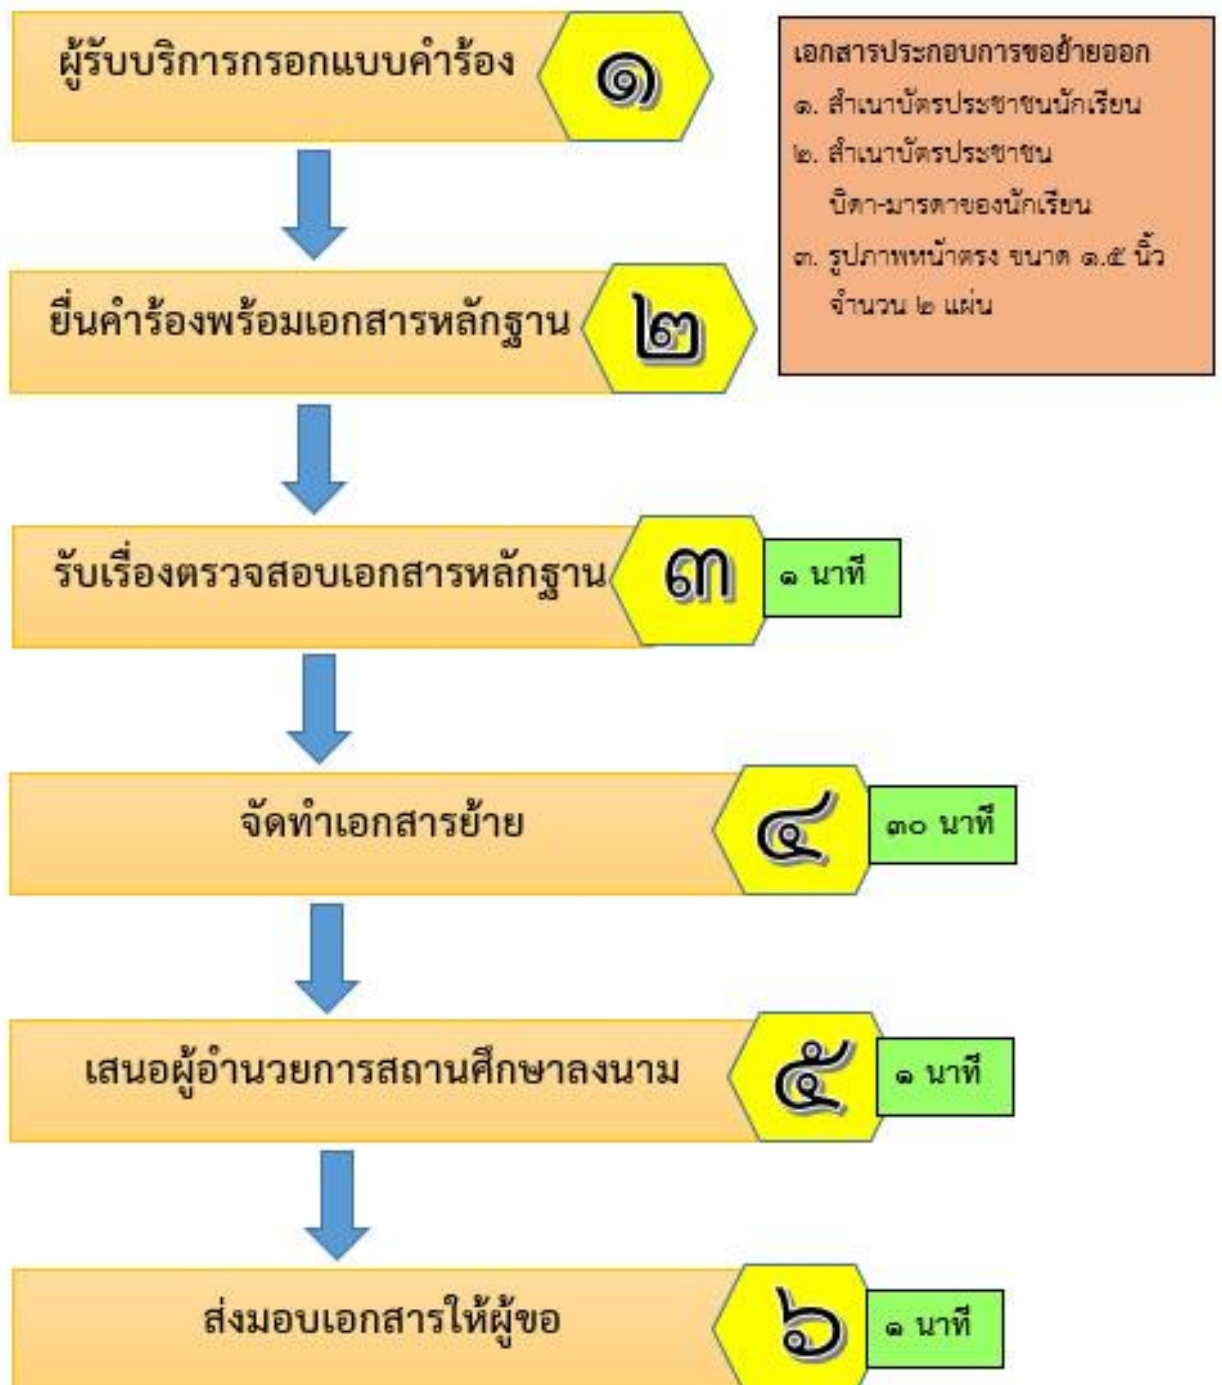 ผู้รับบริการกรอกแบบคำร้อง
๑
เอกสารประกอบการขอย้ายออก
๑. สำเนาบัตรประชาชนนักเรียน
๒. สำเนาบัตรประชาชน
บิดา-มารดาของนักเรียน
๓. รูปภาพหน้าตรง ขนาด ๑.๕ นิ้ว
จำนวน ๒ แผ่น
ยื่นคำร้องพร้อมเอกสารหลักฐาน
๒
รับเรื่องตรวจสอบเอกสารหลักฐาน
๓
๑ นาที
จัดทำเอกสารย้าย
๔
๓๐ นาที
เสนอผู้อำนวยการสถานศึกษาลงนาม
๕
๑ นาที
ส่งมอบเอกสารให้ผู้ขอ
๖
๑ นาที